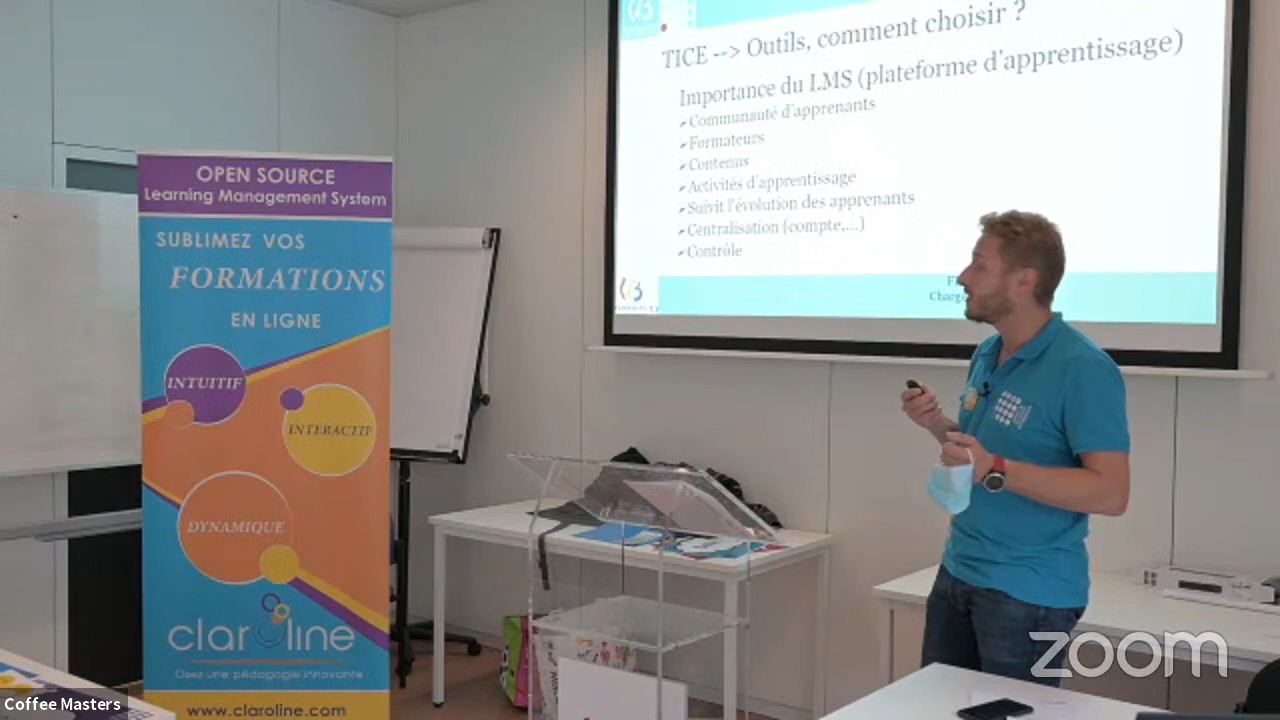 TICE --> Outils, comment choisir ?
Importance du LMS (plateforme d'apprentissage)
Communauté d'apprenants
Formateurs
Contenus
Activités d'apprentissage
Suivit l'évolution des apprenants
Centralisation (compte,...)
Contrôle
OPEN SOURCE
Learning Management System
SUBLIMEZ VOS
FORMATIONS
EN LIGNE
INTUITIF
INTERACTIF
DYNAMIQUE
claroline
Osez une pédagogie innovante
www.claroline.com
zoom
Coffee Masters